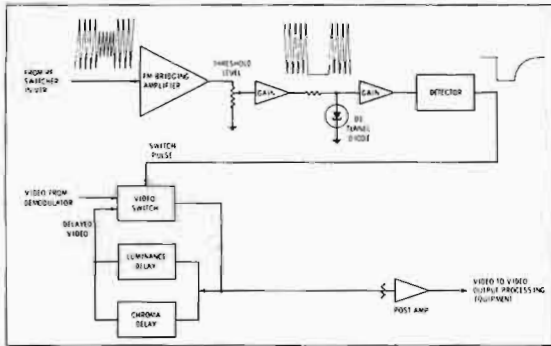 FROM RF
SWITCHER
IN VTR
FM BRIDGING
AMPLIFIER
THRESHOLD
LEVEL
GAIN
GAIN
DETECTOR
TUNNEL
DIODE
SWITCH
PULSE
VIDEO FROM
DEMODULATOR
VIDEO
SWITCH
DELAYED
VIDEO
LUMINANCE
DELAY
CHROMA
DELAY
POST AMP
VIDEO TO VIDEO
OUTPUT PROCESSING
EQUIPMENT